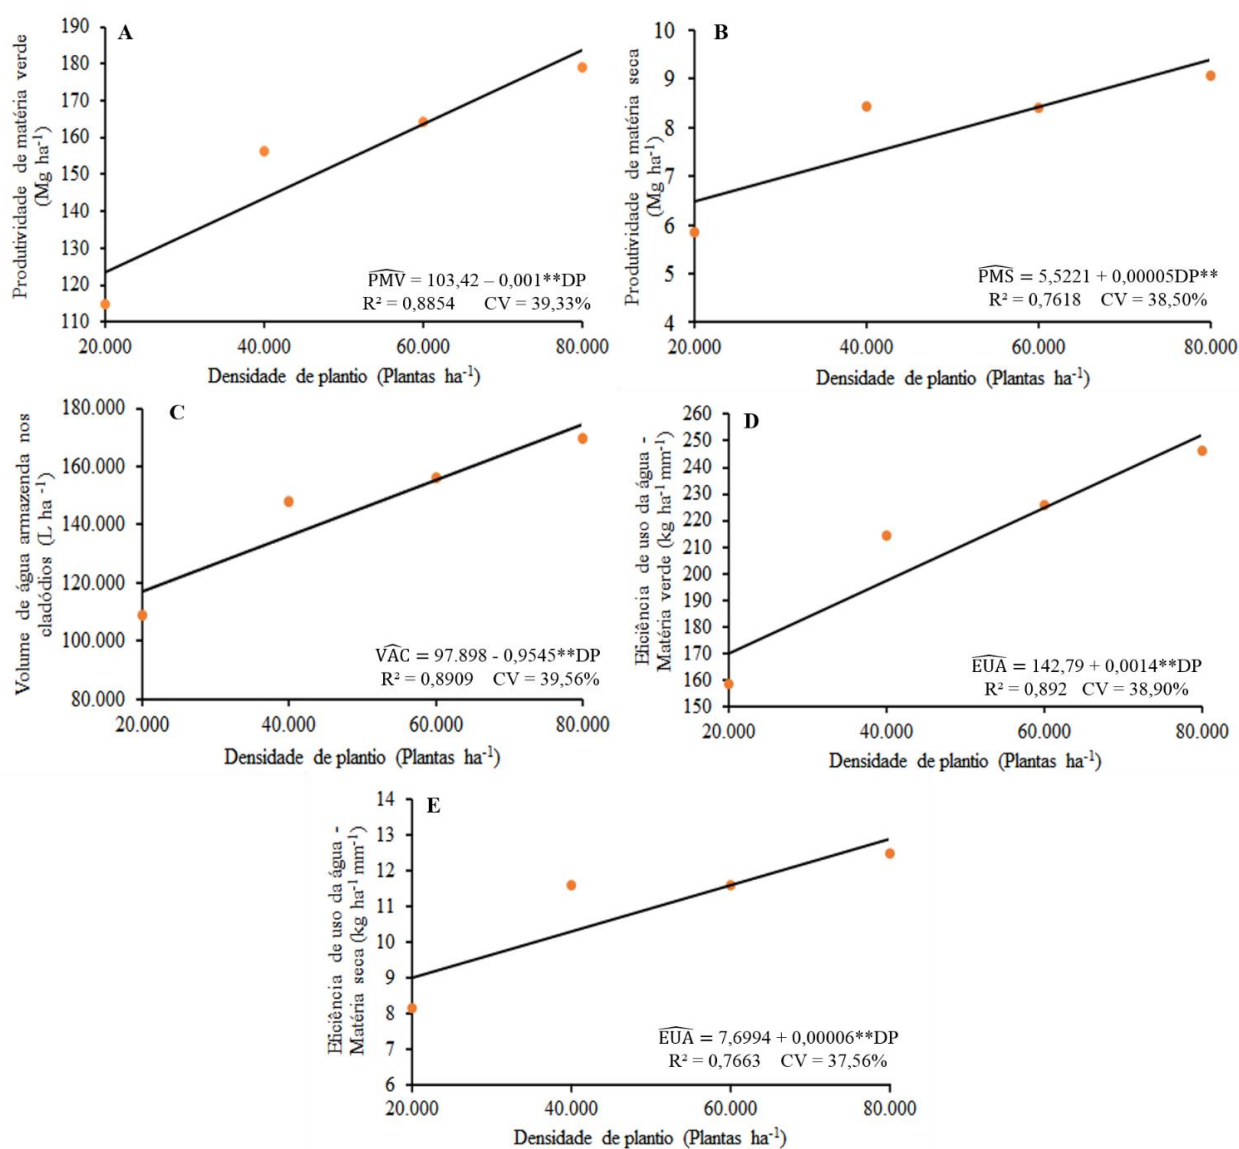 A
Produtividade de matéria verde
(Mg ha⁻¹)
190
180
170
160
150
140
130
120
110
20.000 40.000 60.000 80.000
Densidade de plantio (Plantas ha⁻¹)
P̂M̂V̂ = 103,42 – 0,001**DP
R² = 0,8854 CV = 39,33%
B
Produtividade de matéria seca
(Mg ha⁻¹)
10
9
8
7
6
5
4
20.000 40.000 60.000 80.000
Densidade de plantio (Plantas ha⁻¹)
P̂M̂Ŝ = 5,5221 + 0,00005DP**
R² = 0,7618 CV = 38,50%
C
Volume de água armazenda nos
cladódios (L ha ⁻¹)
180.000
160.000
140.000
120.000
100.000
80.000
20.000 40.000 60.000 80.000
Densidade de plantio (Plantas ha⁻¹)
V̂ÂĈ = 97.898 - 0,9545**DP
R² = 0,8909 CV = 39,56%
D
Eficiência de uso da água -
Matéria verde (kg ha⁻¹ mm⁻¹)
260
250
240
230
220
210
200
190
180
170
160
150
20.000 40.000 60.000 80.000
Densidade de plantio (Plantas ha⁻¹)
ÊÛÂ = 142,79 + 0,0014**DP
R² = 0,892 CV = 38,90%
E
Eficiência de uso da água -
Matéria seca (kg ha⁻¹ mm⁻¹)
14
13
12
11
10
9
8
7
6
20.000 40.000 60.000 80.000
Densidade de plantio (Plantas ha⁻¹)
ÊÛÂ = 7,6994 + 0,00006**DP
R² = 0,7663 CV = 37,56%